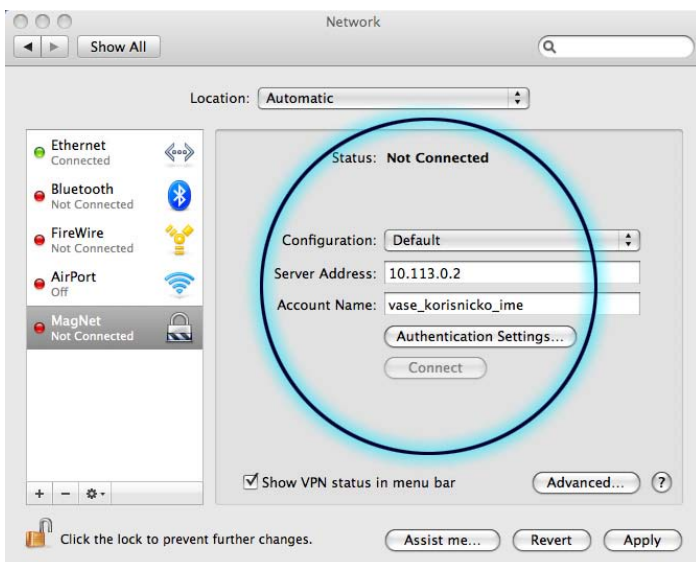 Network
Show All
Location: Automatic
Ethernet
Connected
Bluetooth
Not Connected
FireWire
Not Connected
AirPort
Off
MagNet
Not Connected
Status: Not Connected
Configuration: Default
Server Address: 10.113.0.2
Account Name: vase_korisnicko_ime
Authentication Settings...
Connect
Show VPN status in menu bar
Advanced... ?
Click the lock to prevent further changes.
Assist me... Revert Apply